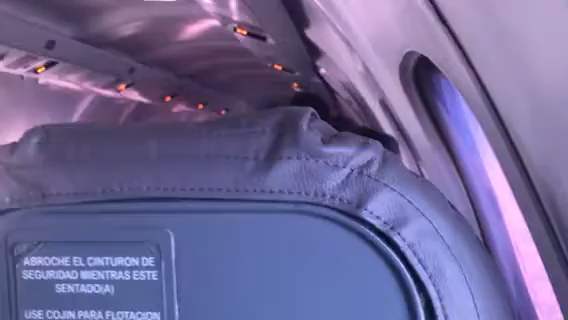 ABROCHE EL CINTURON DE
SEGURIDAD MIENTRAS ESTE
SENTADO(A)
USE COJIN PARA FLOTACION